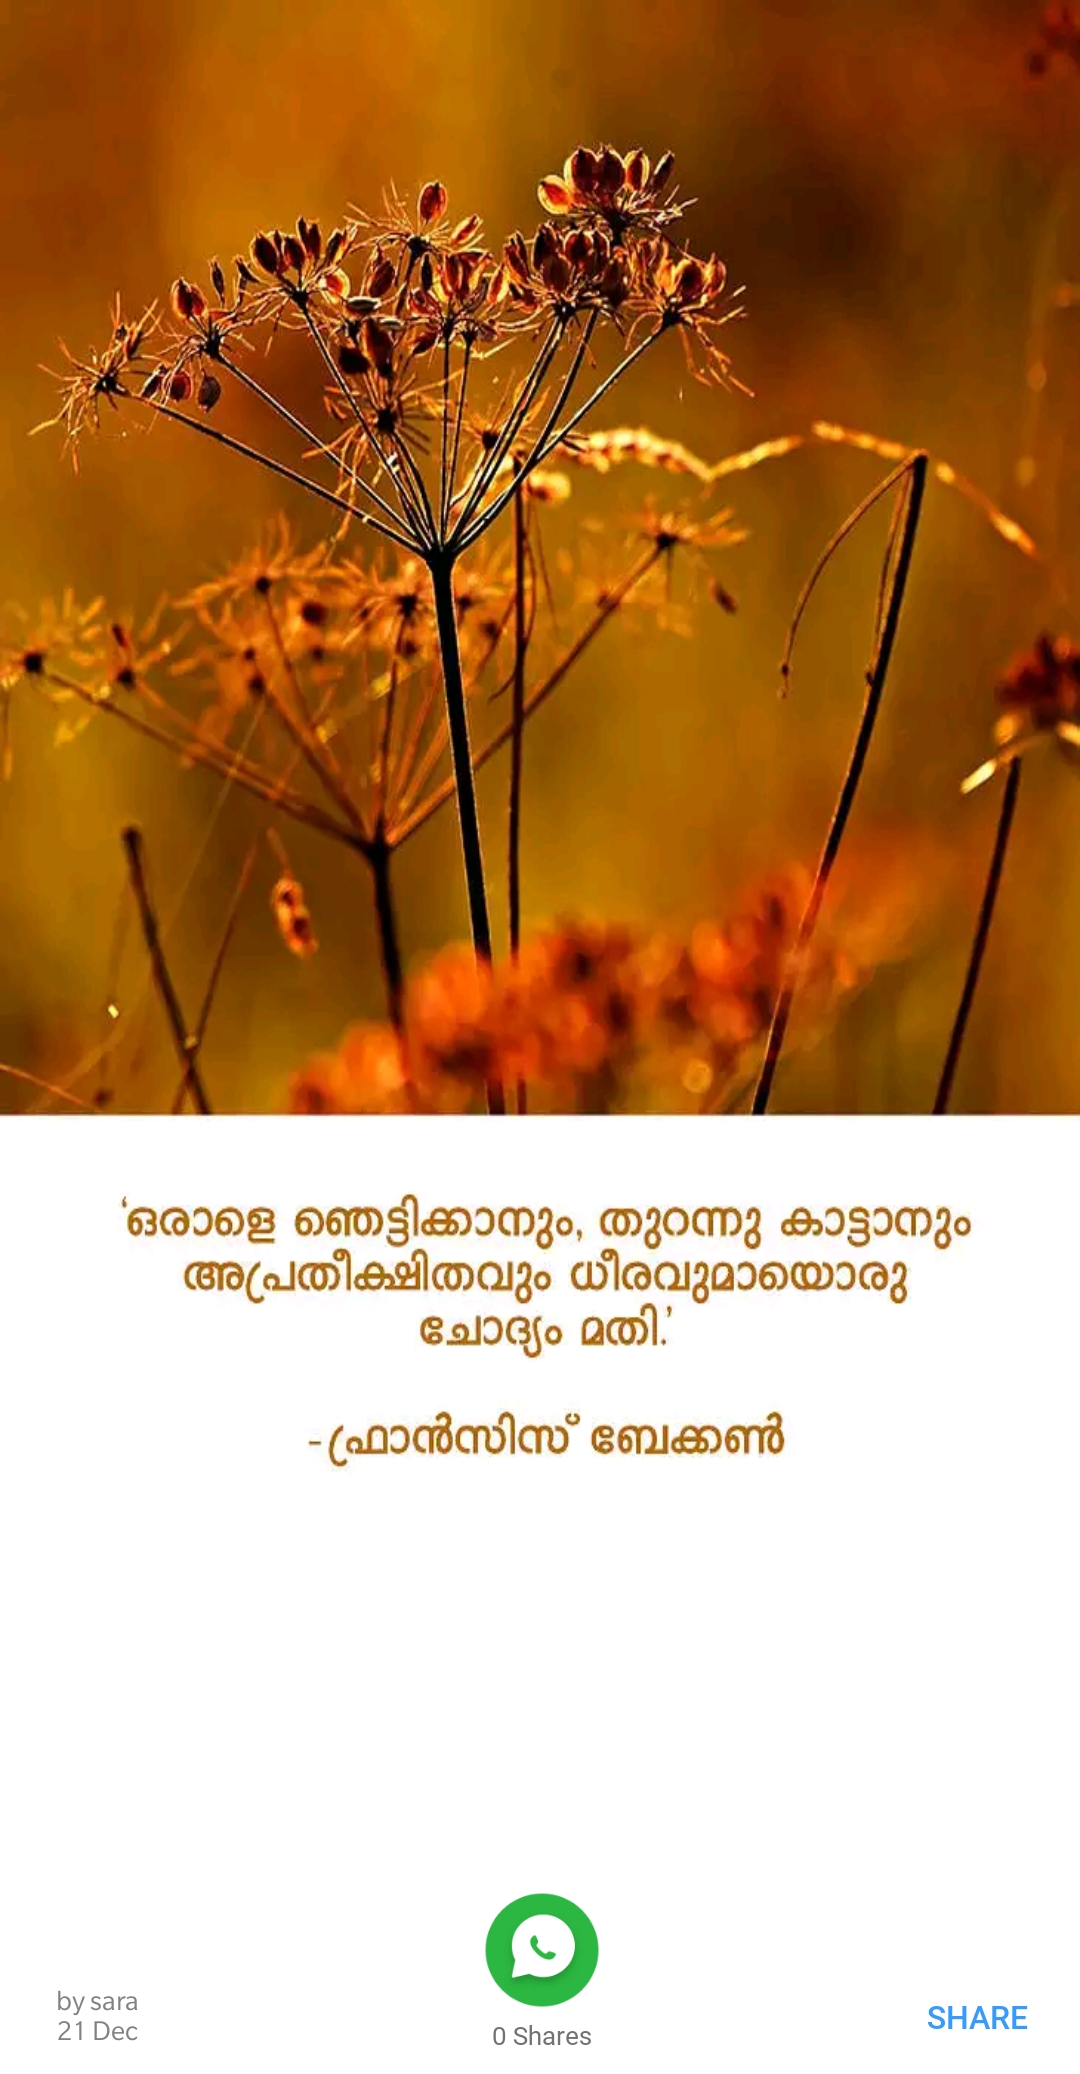 ‘ഒരാളെ ഞെട്ടിക്കാനും, തുറന്നു കാട്ടാനും
അപ്രതീക്ഷിതവും ധീരവുമായൊരു
ചോദ്യം മതി.’
-ഫ്രാൻസിസ് ബേക്കൺ
by sara
21 Dec
0 Shares
SHARE